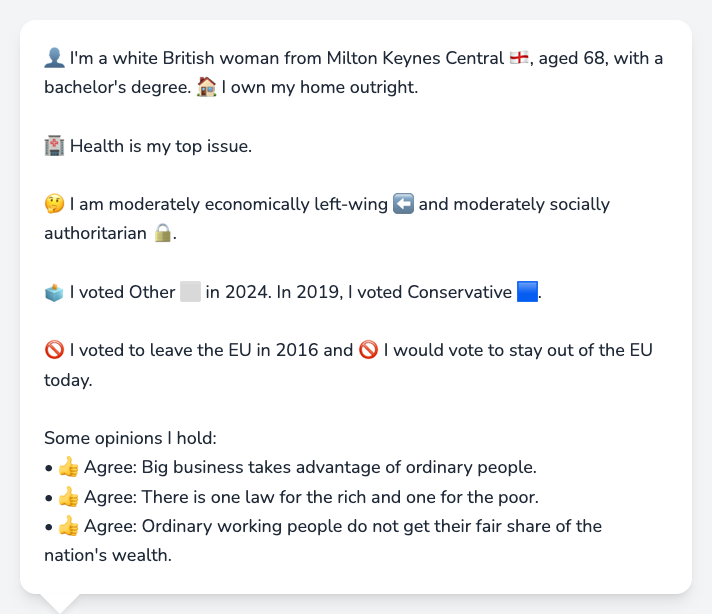 👤 I'm a white British woman from Milton Keynes Central 🏴󠁧󠁢󠁥󠁮󠁧󠁿, aged 68, with a
bachelor's degree. 🏠 I own my home outright.
🏥 Health is my top issue.
🤔 I am moderately economically left-wing ⬅️ and moderately socially
authoritarian 🔒.
🗳️ I voted Other ⬜ in 2024. In 2019, I voted Conservative 🟦.
🚫 I voted to leave the EU in 2016 and 🚫 I would vote to stay out of the EU
today.
Some opinions I hold:
• 👍 Agree: Big business takes advantage of ordinary people.
• 👍 Agree: There is one law for the rich and one for the poor.
• 👍 Agree: Ordinary working people do not get their fair share of the
nation's wealth.